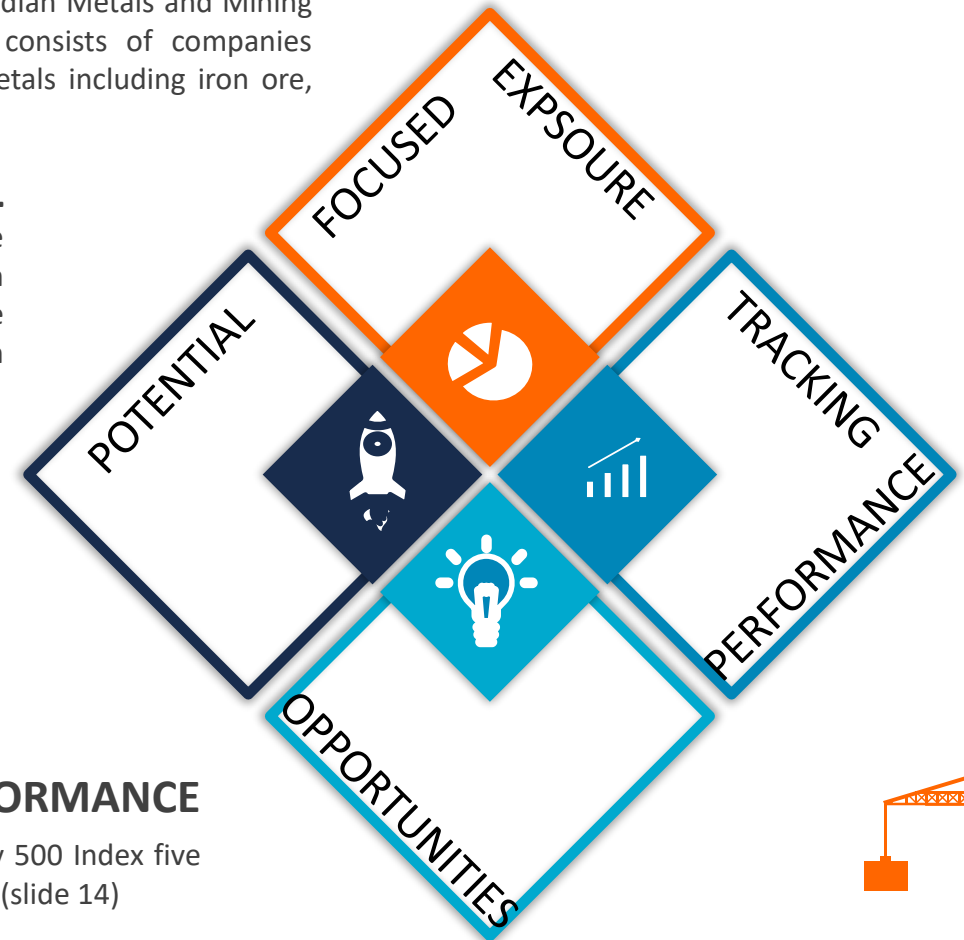 dian Metals and Mining
consists of companies
etals including iron ore,
FOCUSED
EXPSOURE
POTENTIAL
TRACKING
PERFORMANCE
OPPORTUNITIES
ORMANCE
y 500 Index five
(slide 14)